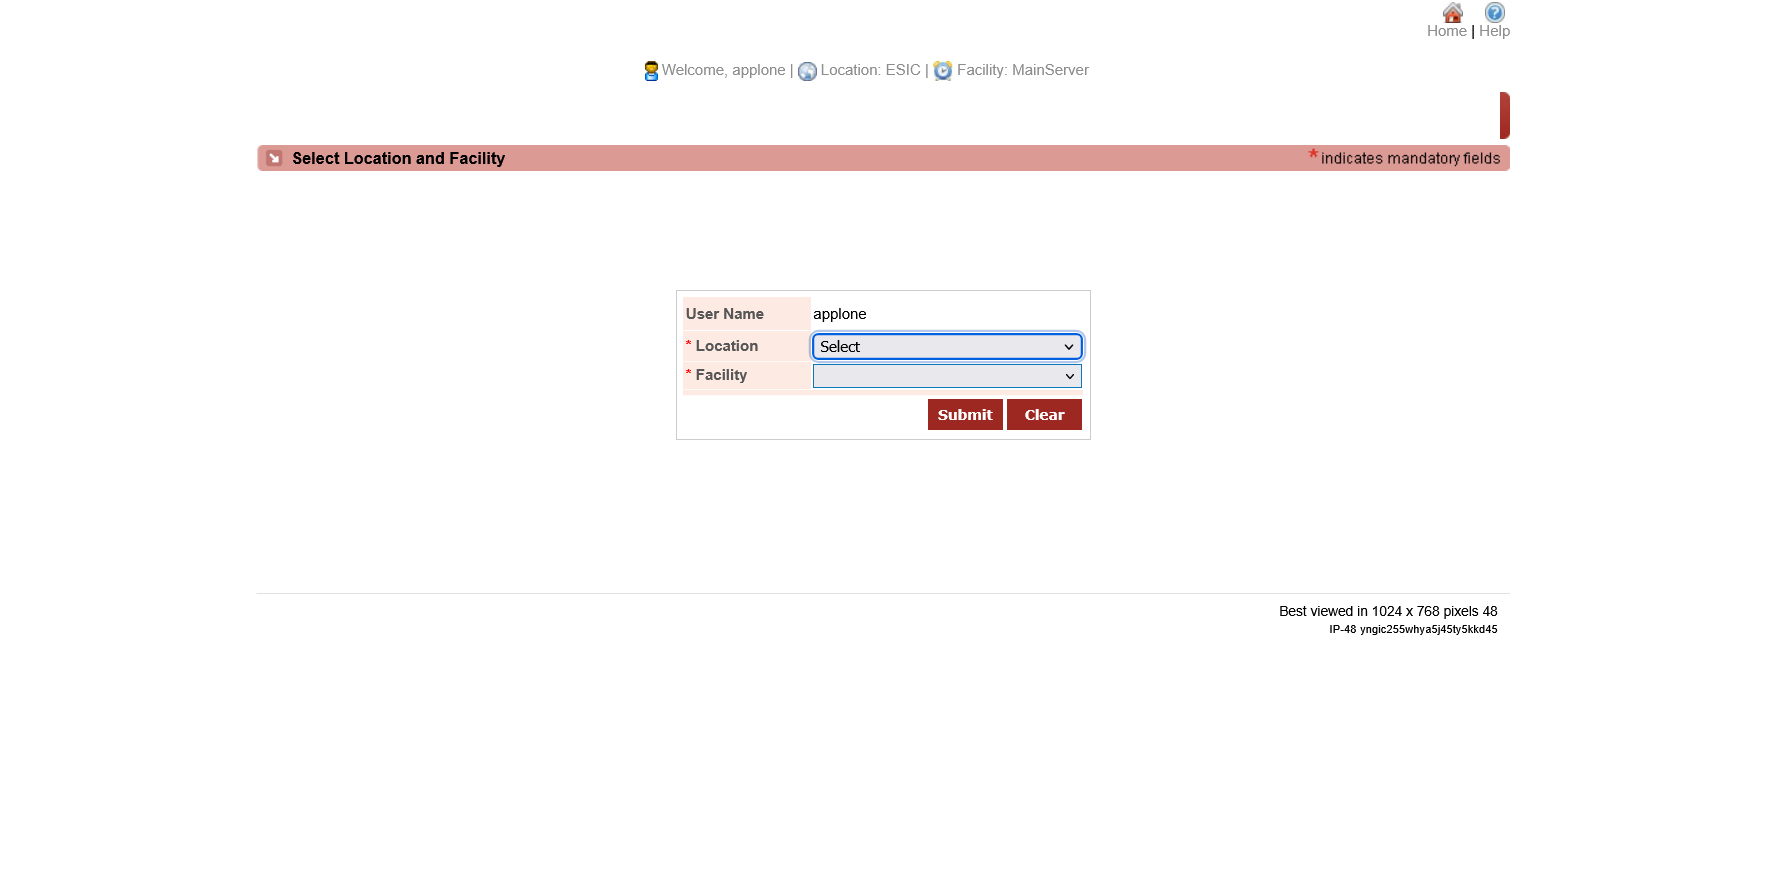 Home | Help
Welcome, applone | Location: ESIC | Facility: MainServer
Select Location and Facility
*indicates mandatory fields
User Name applone
* Location Select
* Facility
Submit Clear
Best viewed in 1024 x 768 pixels 48
IP-48 yngic255whya5j45ty5kkd45